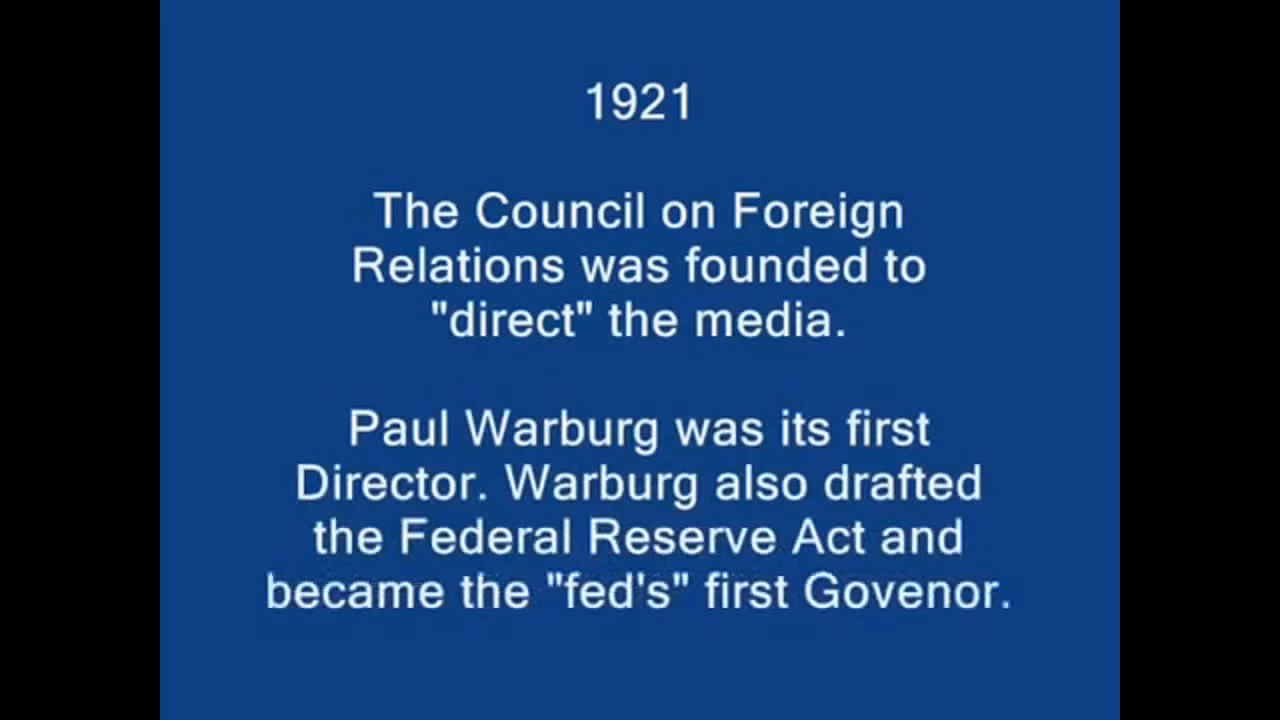 1921
The Council on Foreign
Relations was founded to
"direct" the media.
Paul Warburg was its first
Director. Warburg also drafted
the Federal Reserve Act and
became the "fed's" first Govenor.